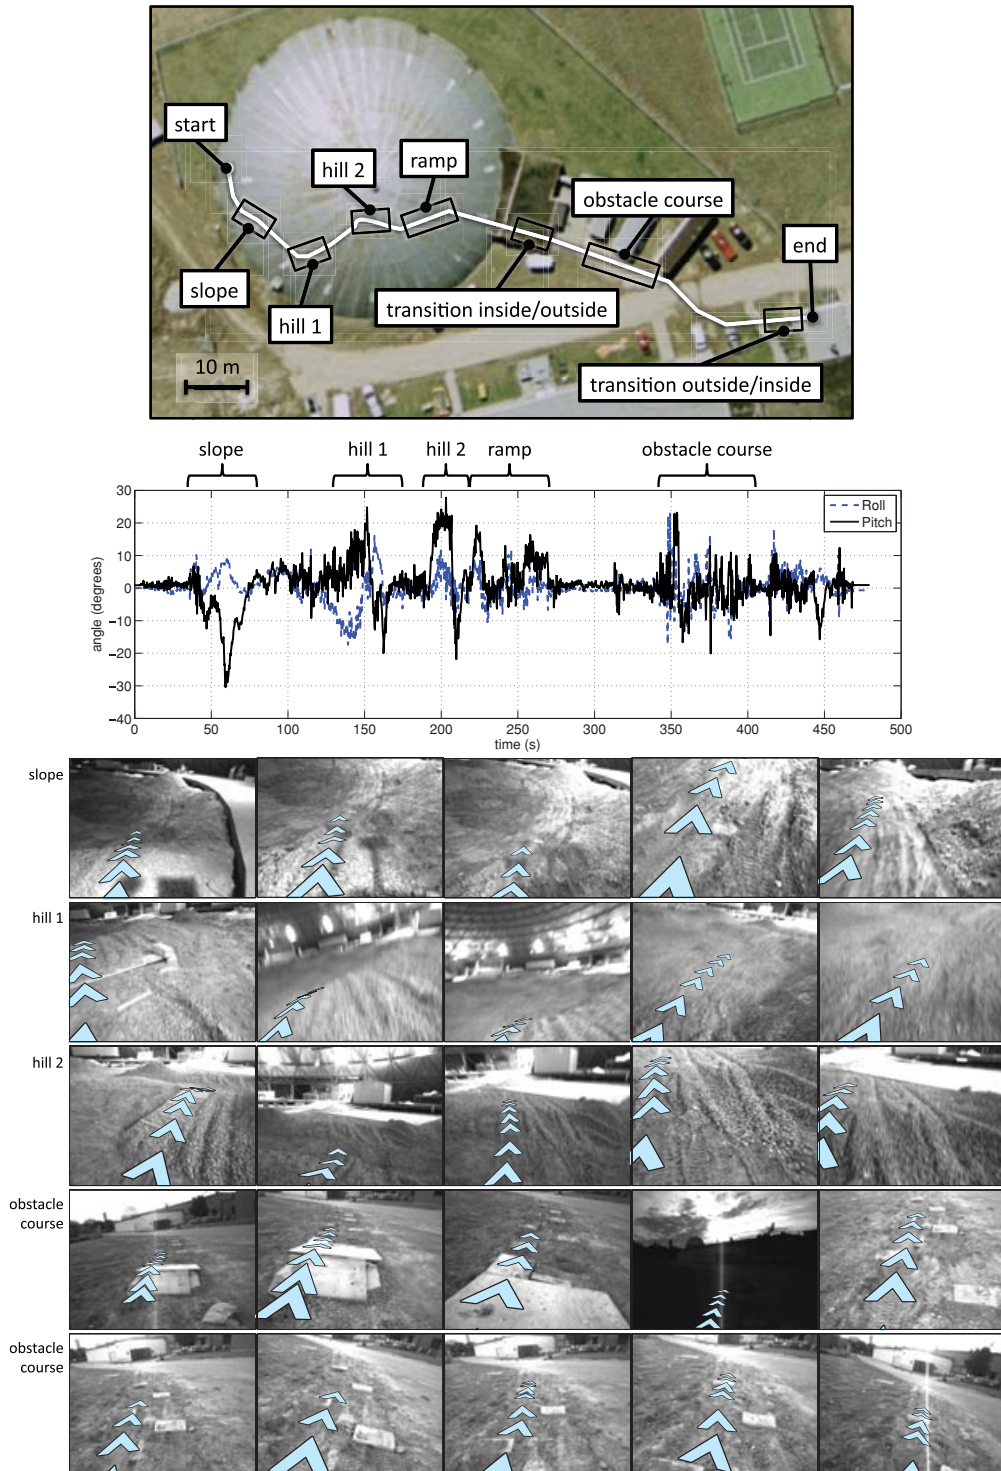 start
hill 2
ramp
obstacle course
end
slope
hill 1
transition inside/outside
transition outside/inside
10 m
slope
hill 1
hill 2
ramp
obstacle course
30
20
10
0
−10
−20
−30
−40
angle (degrees)
Roll
Pitch
0
50
100
150
200
250
300
350
400
450
500
time (s)
slope
hill 1
hill 2
obstacle
course
obstacle
course